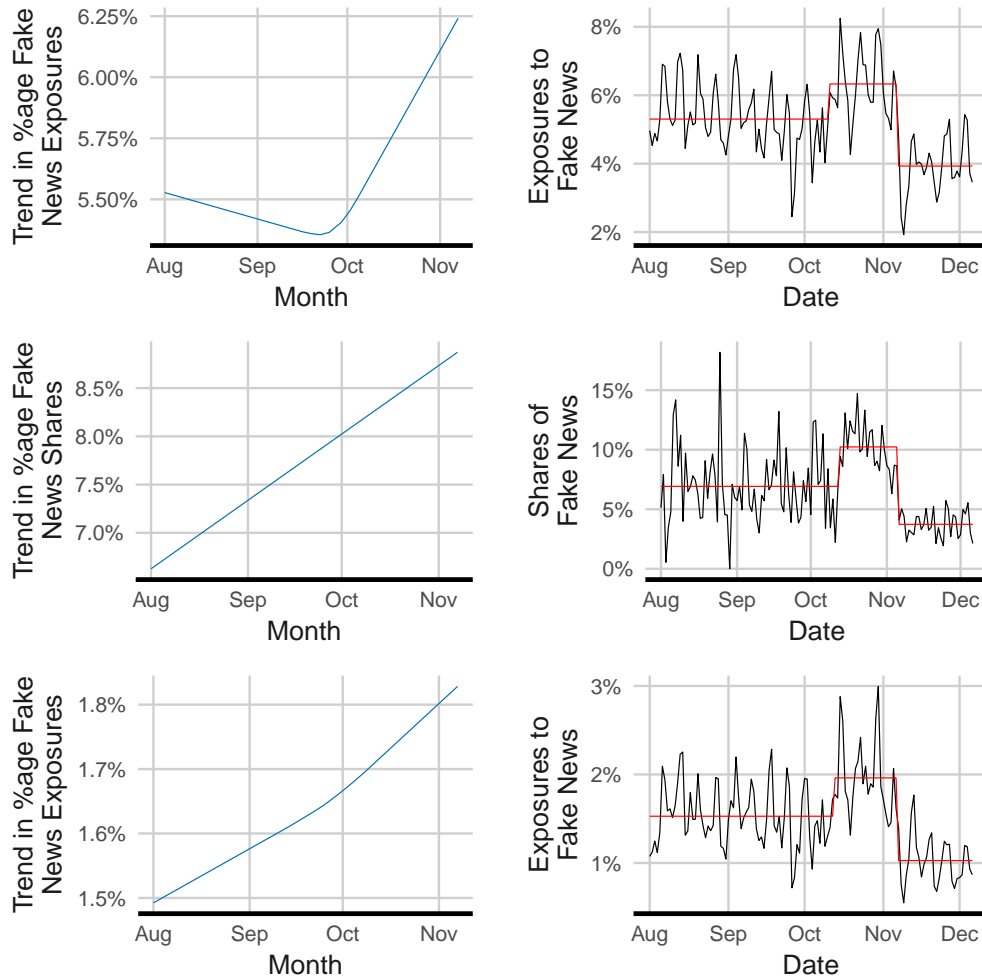 Trend in %age Fake
News Exposures
6.25%
6.00%
5.75%
5.50%
Aug
Sep
Oct
Nov
Month
Exposures to
Fake News
8%
6%
4%
2%
Aug
Sep
Oct
Nov
Dec
Date
Trend in %age Fake
News Shares
8.5%
8.0%
7.5%
7.0%
Aug
Sep
Oct
Nov
Month
Shares of
Fake News
15%
10%
5%
0%
Aug
Sep
Oct
Nov
Dec
Date
Trend in %age Fake
News Exposures
1.8%
1.7%
1.6%
1.5%
Aug
Sep
Oct
Nov
Month
Exposures to
Fake News
3%
2%
1%
Aug
Sep
Oct
Nov
Dec
Date